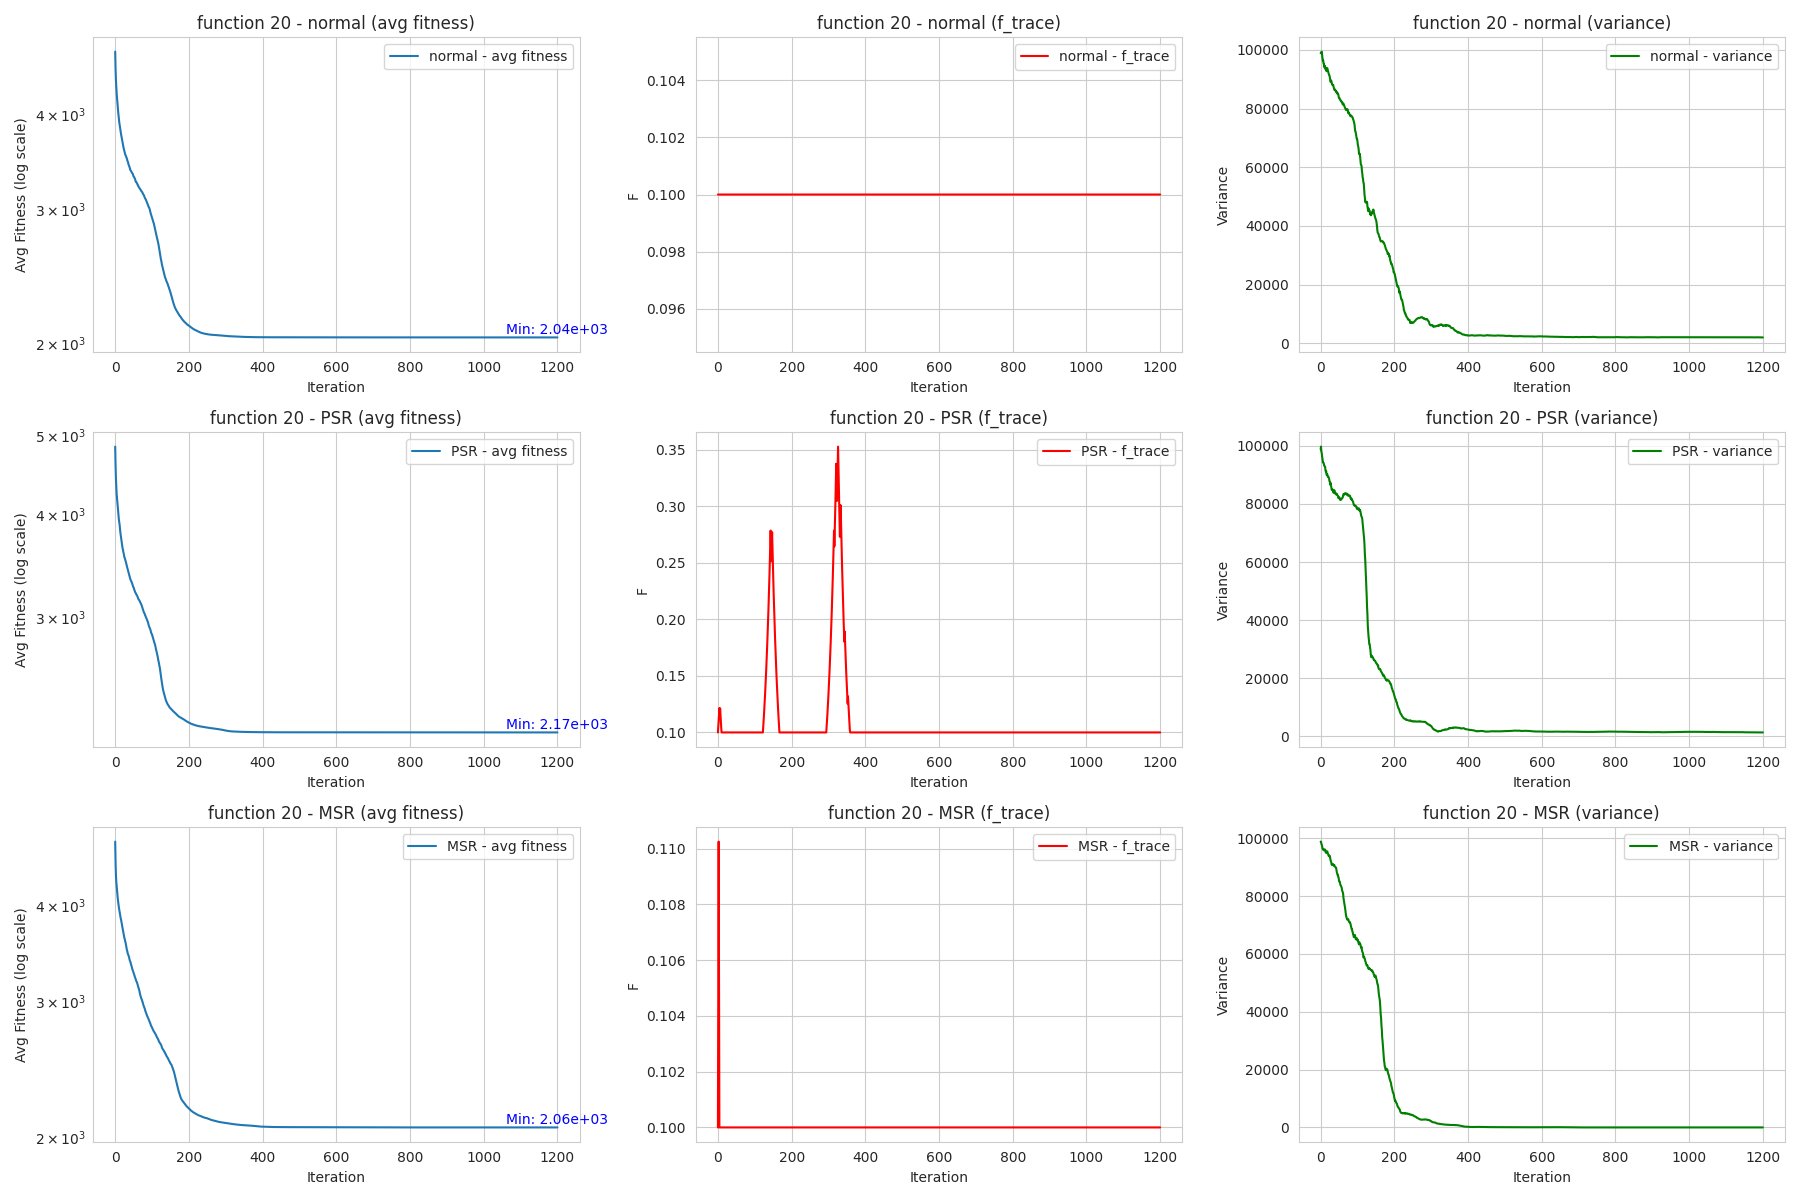 function 20 - normal (avg fitness)
normal - avg fitness
Avg Fitness (log scale)
4 × 10³
3 × 10³
2 × 10³
Min: 2.04e+03
0 200 400 600 800 1000 1200
Iteration
function 20 - normal (f_trace)
normal - f_trace
F
0.104
0.102
0.100
0.098
0.096
0 200 400 600 800 1000 1200
Iteration
function 20 - normal (variance)
normal - variance
Variance
100000
80000
60000
40000
20000
0
0 200 400 600 800 1000 1200
Iteration
function 20 - PSR (avg fitness)
PSR - avg fitness
Avg Fitness (log scale)
5 × 10³
4 × 10³
3 × 10³
Min: 2.17e+03
0 200 400 600 800 1000 1200
Iteration
function 20 - PSR (f_trace)
PSR - f_trace
F
0.35
0.30
0.25
0.20
0.15
0.10
0 200 400 600 800 1000 1200
Iteration
function 20 - PSR (variance)
PSR - variance
Variance
100000
80000
60000
40000
20000
0
0 200 400 600 800 1000 1200
Iteration
function 20 - MSR (avg fitness)
MSR - avg fitness
Avg Fitness (log scale)
4 × 10³
3 × 10³
2 × 10³
Min: 2.06e+03
0 200 400 600 800 1000 1200
Iteration
function 20 - MSR (f_trace)
MSR - f_trace
F
0.110
0.108
0.106
0.104
0.102
0.100
0 200 400 600 800 1000 1200
Iteration
function 20 - MSR (variance)
MSR - variance
Variance
100000
80000
60000
40000
20000
0
0 200 400 600 800 1000 1200
Iteration